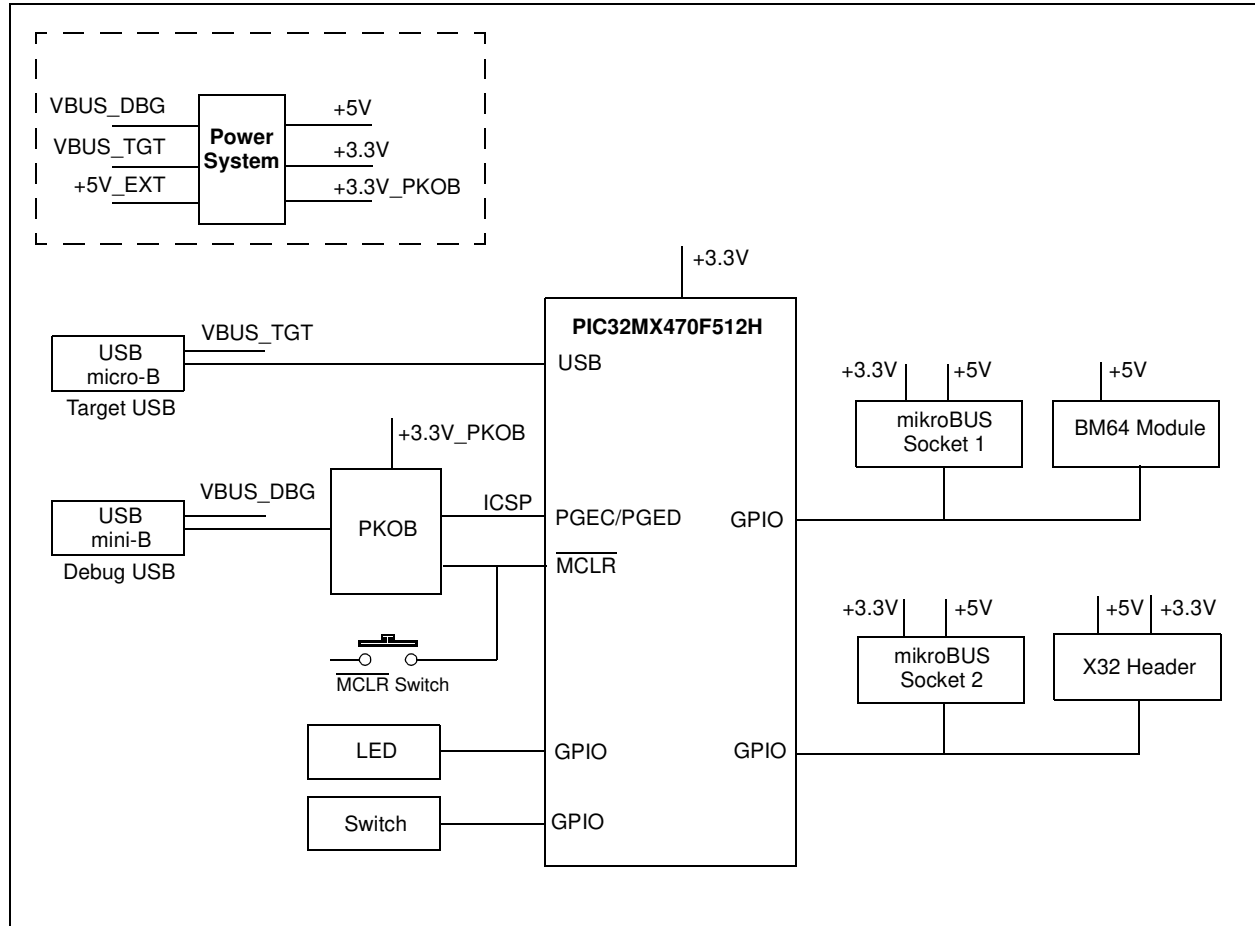 VBUS_DBG
VBUS_TGT
+5V_EXT
Power
System
+5V
+3.3V
+3.3V_PKOB
+3.3V
PIC32MX470F512H
USB
micro-B
Target USB
VBUS_TGT
USB
+3.3V_PKOB
USB
mini-B
Debug USB
VBUS_DBG
PKOB
ICSP
PGEC/PGED
MCLR
MCLR Switch
LED
GPIO
Switch
GPIO
+3.3V
+5V
mikroBUS
Socket 1
+5V
BM64 Module
GPIO
+3.3V
+5V
mikroBUS
Socket 2
+5V
+3.3V
X32 Header
GPIO